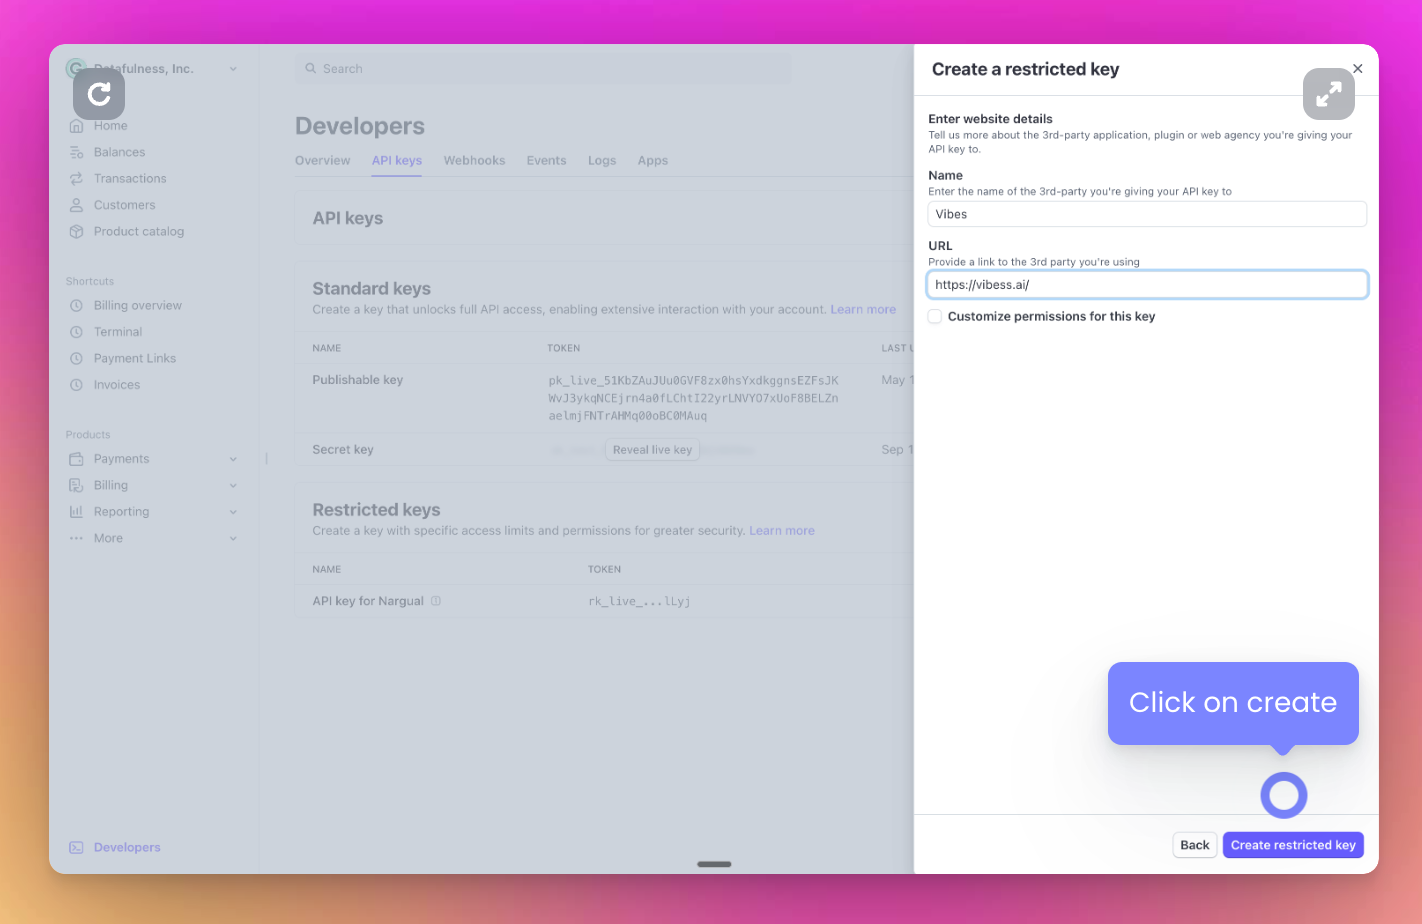 Datafulness, Inc.
Home
Balances
Transactions
Customers
Product catalog
Shortcuts
Billing overview
Terminal
Payment Links
Invoices
Products
Payments
Billing
Reporting
More
Developers
Search
Developers
Overview API keys Webhooks Events Logs Apps
API keys
Standard keys
Create a key that unlocks full API access, enabling extensive interaction with your account. Learn more
NAME TOKEN LAST U
Publishable key pk_live_51KbZAuJUu0GVF8zx0hsYxdkggnsEZFsJK May 1
WvJ3ykqNCEjrn4a0fLChtI22yrLNVYO7xUoF8BELZn
aelmjFNTrAHMq00oBC0MAuq
Secret key Reveal live key Sep 1
Restricted keys
Create a key with specific access limits and permissions for greater security. Learn more
NAME TOKEN
API key for Nargual rk_live_...lLyj
Create a restricted key
Enter website details
Tell us more about the 3rd-party application, plugin or web agency you're giving your
API key to.
Name
Enter the name of the 3rd-party you're giving your API key to
Vibes
URL
Provide a link to the 3rd party you're using
https://vibess.ai/
Customize permissions for this key
Click on create
Back Create restricted key